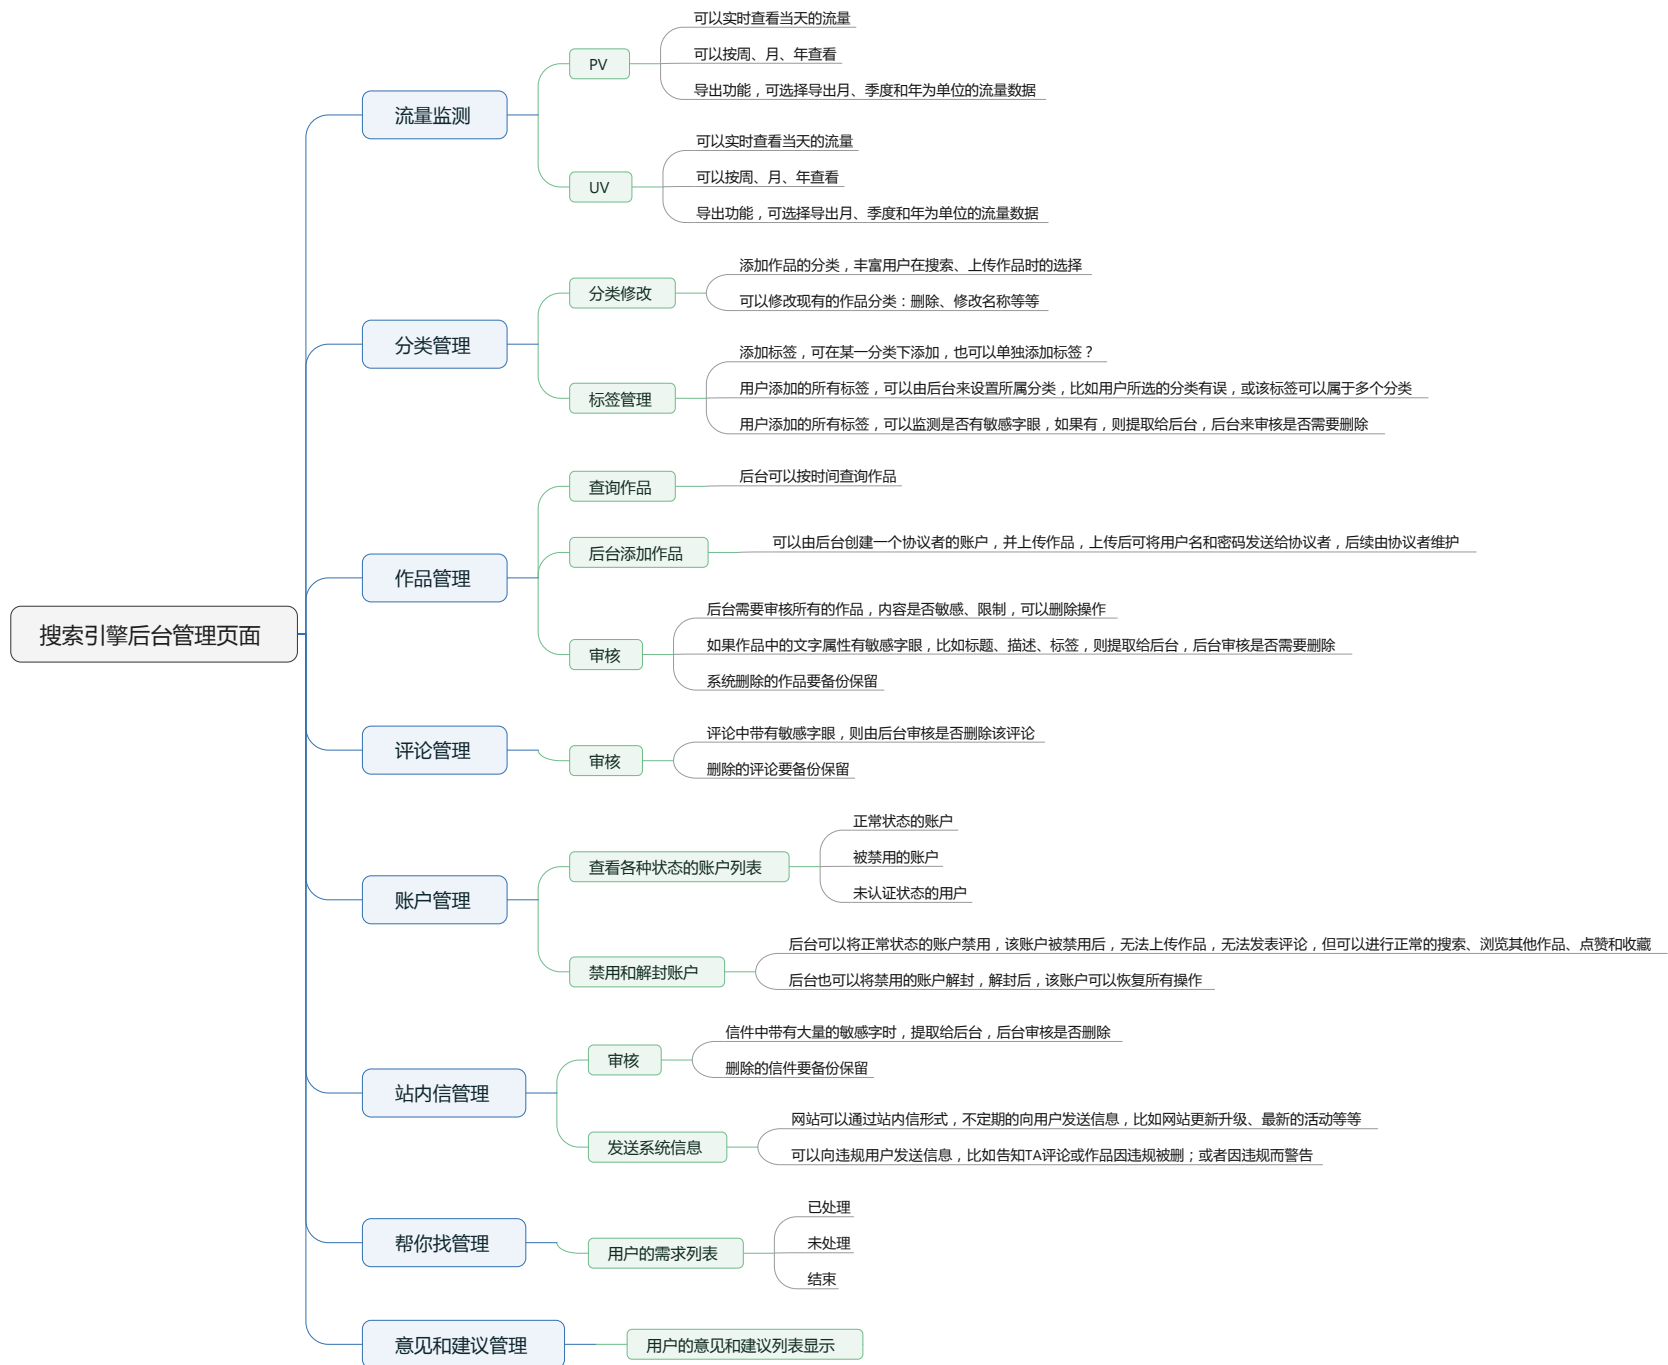 搜索引擎后台管理页面
流量监测
PV
可以实时查看当天的流量
可以按周、月、年查看
导出功能，可选择导出月、季度和年为单位的流量数据
UV
可以实时查看当天的流量
可以按周、月、年查看
导出功能，可选择导出月、季度和年为单位的流量数据
分类管理
分类修改
添加作品的分类，丰富用户在搜索、上传作品时的选择
可以修改现有的作品分类：删除、修改名称等等
标签管理
添加标签，可在某一分类下添加，也可以单独添加标签？
用户添加的所有标签，可以由后台来设置所属分类，比如用户所选的分类有误，或该标签可以属于多个分类
用户添加的所有标签，可以监测是否有敏感字眼，如果有，则提取给后台，后台来审核是否需要删除
作品管理
查询作品
后台可以按时间查询作品
后台添加作品
可以由后台创建一个协议者的账户，并上传作品，上传后可将用户名和密码发送给协议者，后续由协议者维护
审核
后台需要审核所有的作品，内容是否敏感、限制，可以删除操作
如果作品中的文字属性有敏感字眼，比如标题、描述、标签，则提取给后台，后台审核是否需要删除
系统删除的作品要备份保留
评论管理
审核
评论中带有敏感字眼，则由后台审核是否删除该评论
删除的评论要备份保留
账户管理
查看各种状态的账户列表
正常状态的账户
被禁用的账户
未认证状态的用户
禁用和解封账户
后台可以将正常状态的账户禁用，该账户被禁用后，无法上传作品，无法发表评论，但可以进行正常的搜索、浏览其他作品、点赞和收藏
后台也可以将禁用的账户解封，解封后，该账户可以恢复所有操作
站内信管理
审核
信件中带有大量的敏感字时，提取给后台，后台审核是否删除
删除的信件要备份保留
发送系统信息
网站可以通过站内信形式，不定期的向用户发送信息，比如网站更新升级、最新的活动等等
可以向违规用户发送信息，比如告知TA评论或作品因违规被删；或者因违规而警告
帮你找管理
用户的需求列表
已处理
未处理
结束
意见和建议管理
用户的意见和建议列表显示